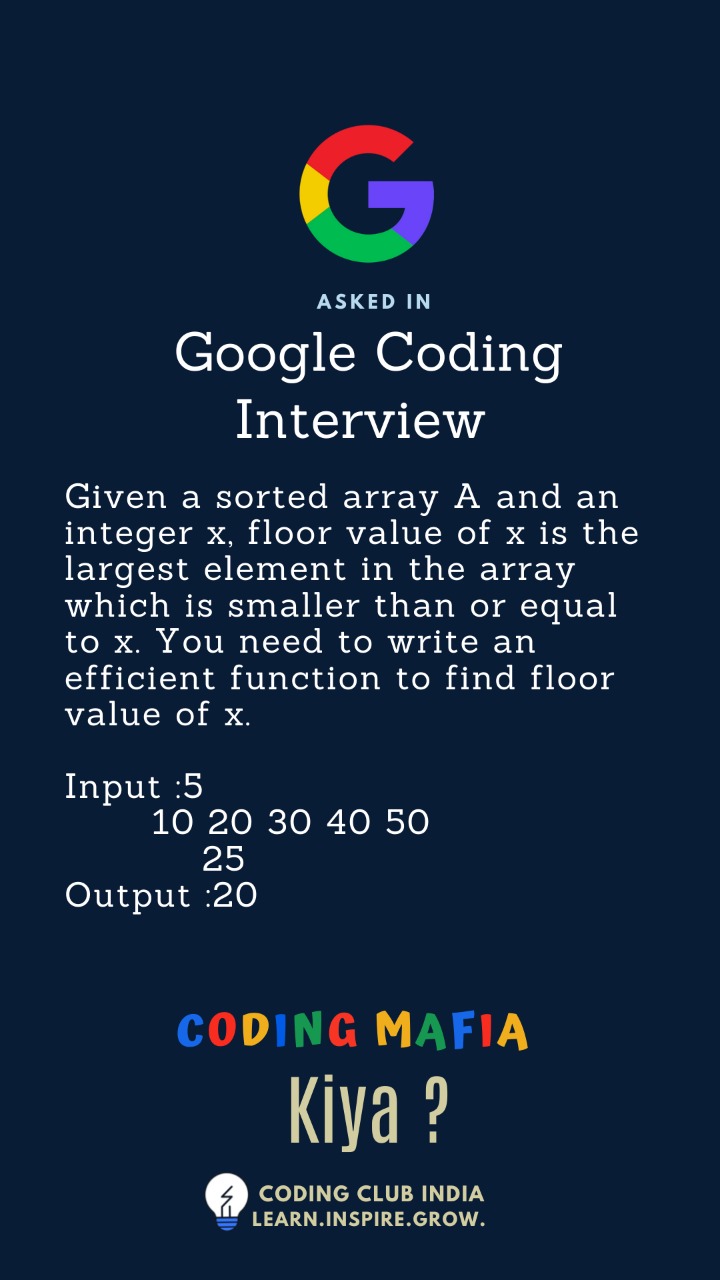 ASKED IN
Google Coding
Interview
Given a sorted array A and an
integer x, floor value of x is the
largest element in the array
which is smaller than or equal
to x. You need to write an
efficient function to find floor
value of x.
Input :5
10 20 30 40 50
25
Output :20
CODING MAFIA
Kiya ?
CODING CLUB INDIA
LEARN.INSPIRE.GROW.